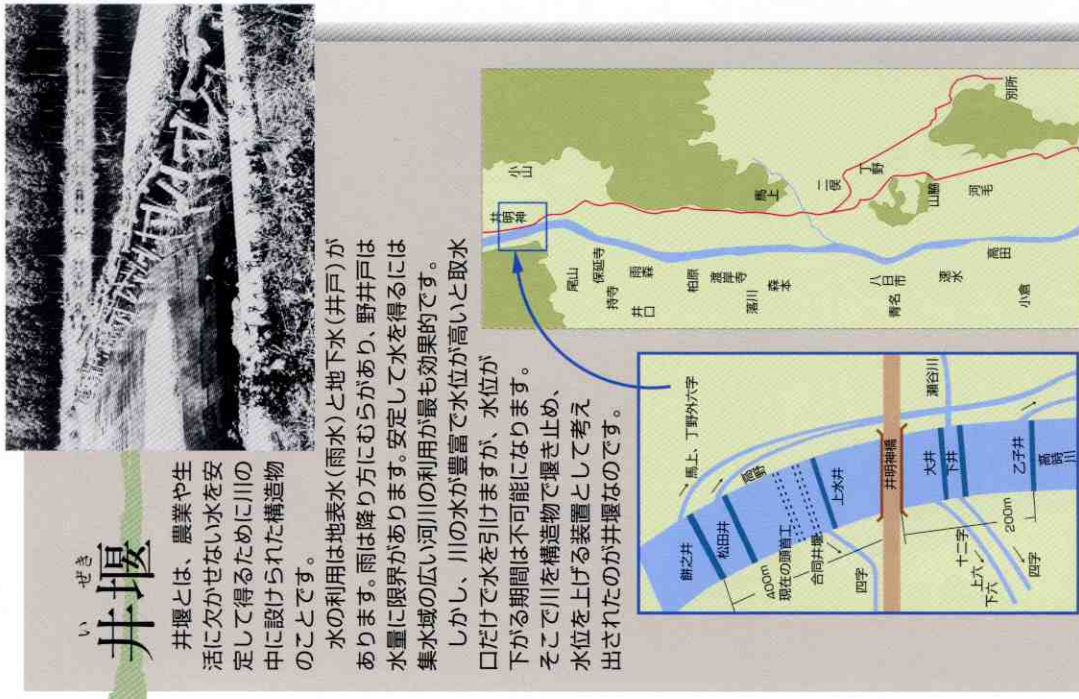 いぜき
井堰
井堰とは、農業や生
活に欠かせない水を安
定して得るために川の
中に設けられた構造物
のことです。
水の利用は地表水(雨水)と地下水(井戸)が
あります。雨は降り方にむらがあり、野井戸は
水量に限界があります。安定して水を得るには
集水域の広い河川の利用が最も効果的です。
しかし、川の水が豊富で水位が高いと取水
口だけで水を引けますが、水位が
下がる期間は不可能になります。
そこで川を構造物で堰き止め、
水位を上げる装置として考え
出されたのが井堰なのです。
井明神
小山
尾山
保延寺
持寺
雨森
井口
柏原
渡岸寺
落川
森本
馬上
二俣
丁野
山脇
河毛
別所
八日市
青名
速水
高田
小倉
馬上、丁野外六字
高野
餅之井
松田井
400m
現在の頭首工
合同井堰
上水井
四字
井明神橋
瀬谷川
大井
下井
乙子井
高時川
200m
十二字
上六
下六
四字